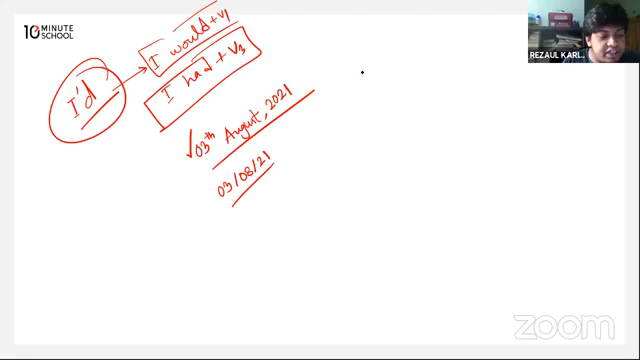 10 MINUTE
SCHOOL
I'd
I would + V1
I had + V3
√ 03th August, 2021
03/08/21
REZAUL KARI...
zoom